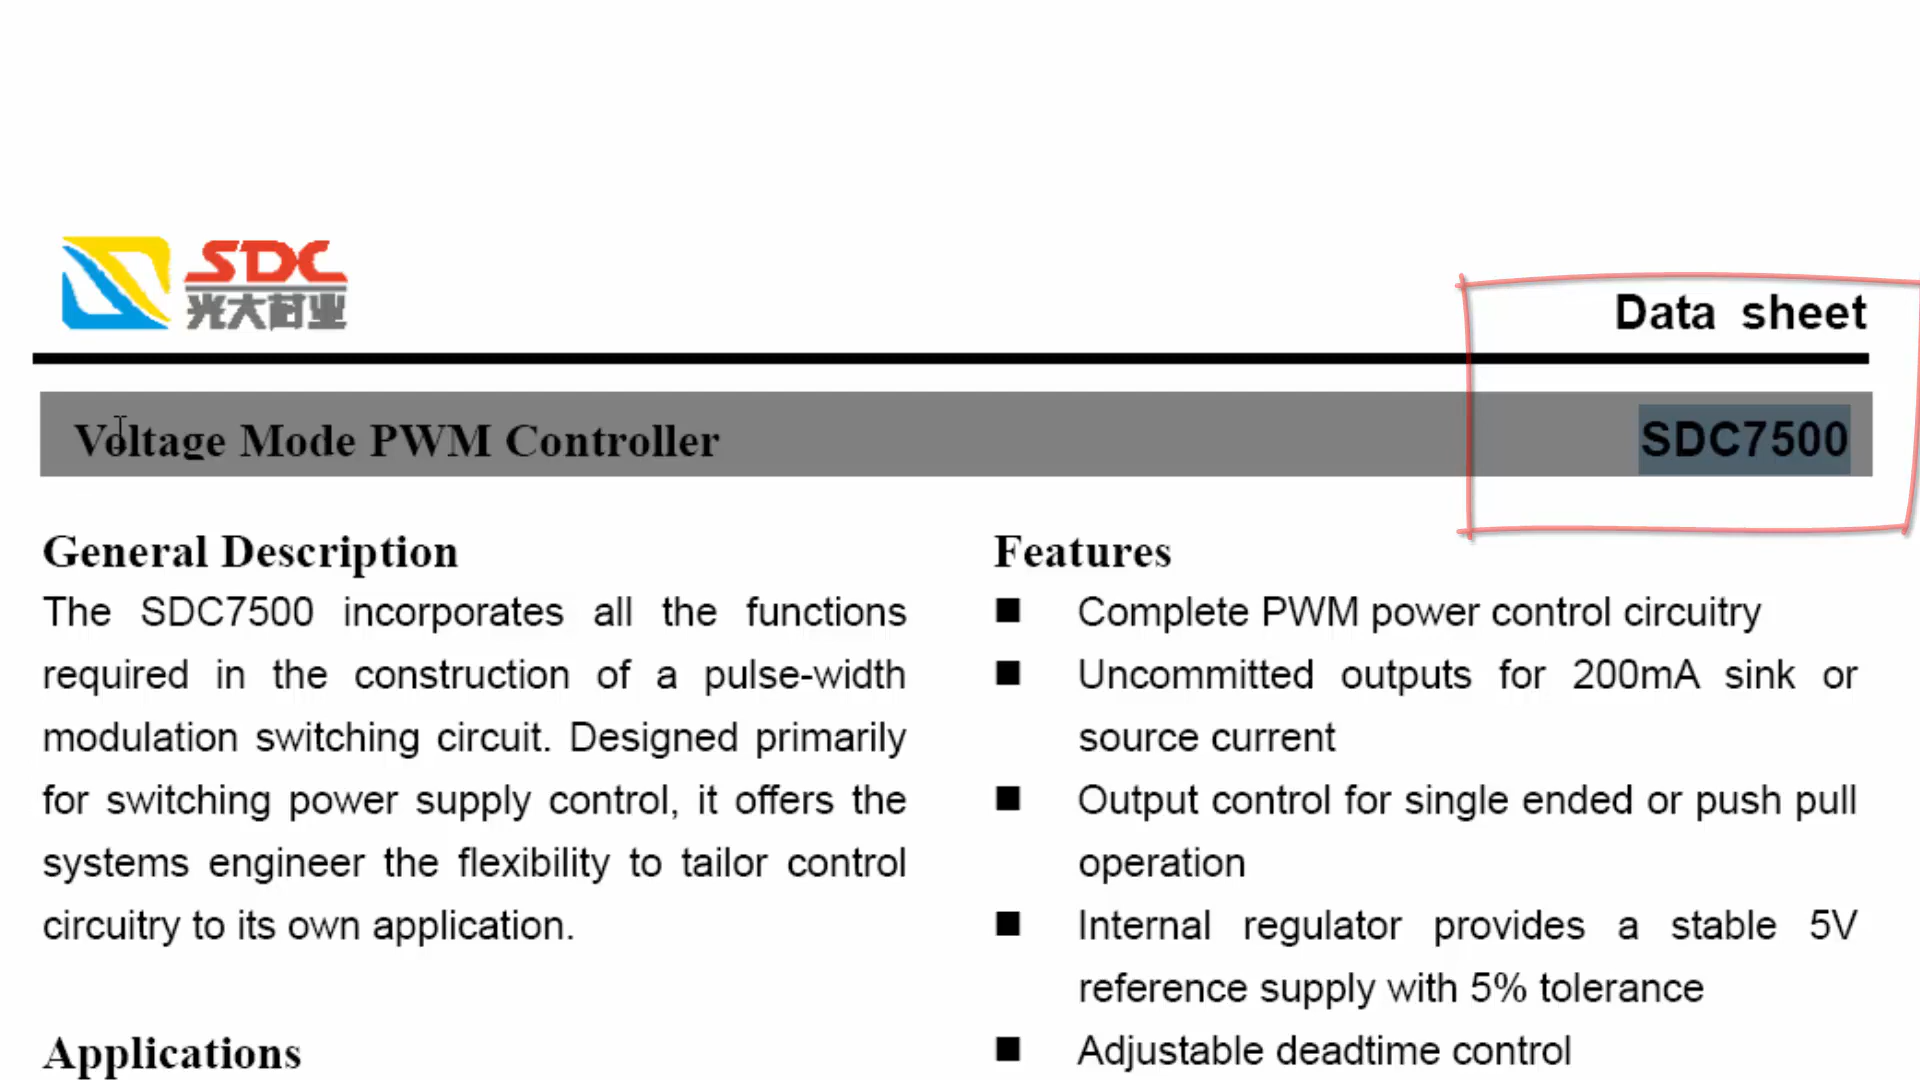 SDC
光大芯业
Data sheet
Voltage Mode PWM Controller
SDC7500
General Description
The SDC7500 incorporates all the functions
required in the construction of a pulse-width
modulation switching circuit. Designed primarily
for switching power supply control, it offers the
systems engineer the flexibility to tailor control
circuitry to its own application.
Applications
Features
■ Complete PWM power control circuitry
■ Uncommitted outputs for 200mA sink or
source current
■ Output control for single ended or push pull
operation
■ Internal regulator provides a stable 5V
reference supply with 5% tolerance
■ Adjustable deadtime control